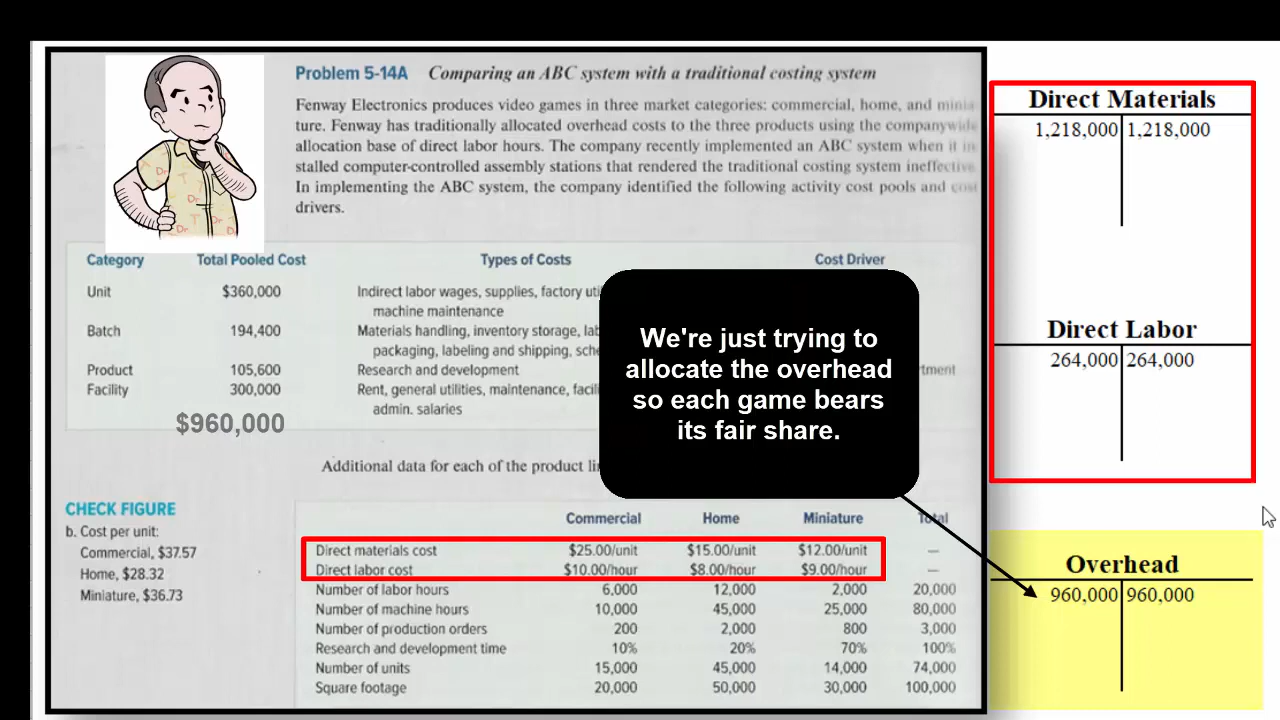 Problem 5-14A Comparing an ABC system with a traditional costing system
Fenway Electronics produces video games in three market categories: commercial, home, and minia-
ture. Fenway has traditionally allocated overhead costs to the three products using the companywide
allocation base of direct labor hours. The company recently implemented an ABC system when it in-
stalled computer-controlled assembly stations that rendered the traditional costing system ineffective.
In implementing the ABC system, the company identified the following activity cost pools and cost
drivers.
Category Total Pooled Cost Types of Costs Cost Driver
Unit $360,000 Indirect labor wages, supplies, factory
machine maintenance
Batch 194,400 Materials handling, inventory storage,
packaging, labeling and shipping,
Product 105,600 Research and development
Facility 300,000 Rent, general utilities, maintenance,
admin. salaries
$960,000
We're just trying to
allocate the overhead
so each game bears
its fair share.
Additional data for each of the product
CHECK FIGURE
b. Cost per unit:
Commercial, $37.57
Home, $28.32
Miniature, $36.73
Commercial Home Miniature Total
Direct materials cost $25.00/unit $15.00/unit $12.00/unit —
Direct labor cost $10.00/hour $8.00/hour $9.00/hour —
Number of labor hours 6,000 12,000 2,000 20,000
Number of machine hours 10,000 45,000 25,000 80,000
Number of production orders 200 2,000 800 3,000
Research and development time 10% 20% 70% 100%
Number of units 15,000 45,000 14,000 74,000
Square footage 20,000 50,000 30,000 100,000
Direct Materials
1,218,000 1,218,000
Direct Labor
264,000 264,000
Overhead
960,000 960,000